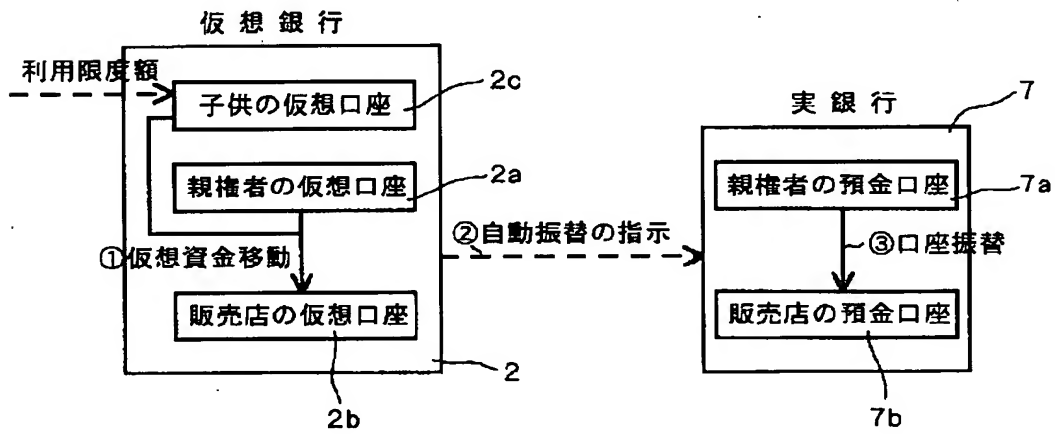 仮想銀行
利用限度額
子供の仮想口座
2c
親権者の仮想口座
2a
①仮想資金移動
販売店の仮想口座
2
2b
②自動振替の指示
実銀行
7
親権者の預金口座
7a
③口座振替
販売店の預金口座
7b